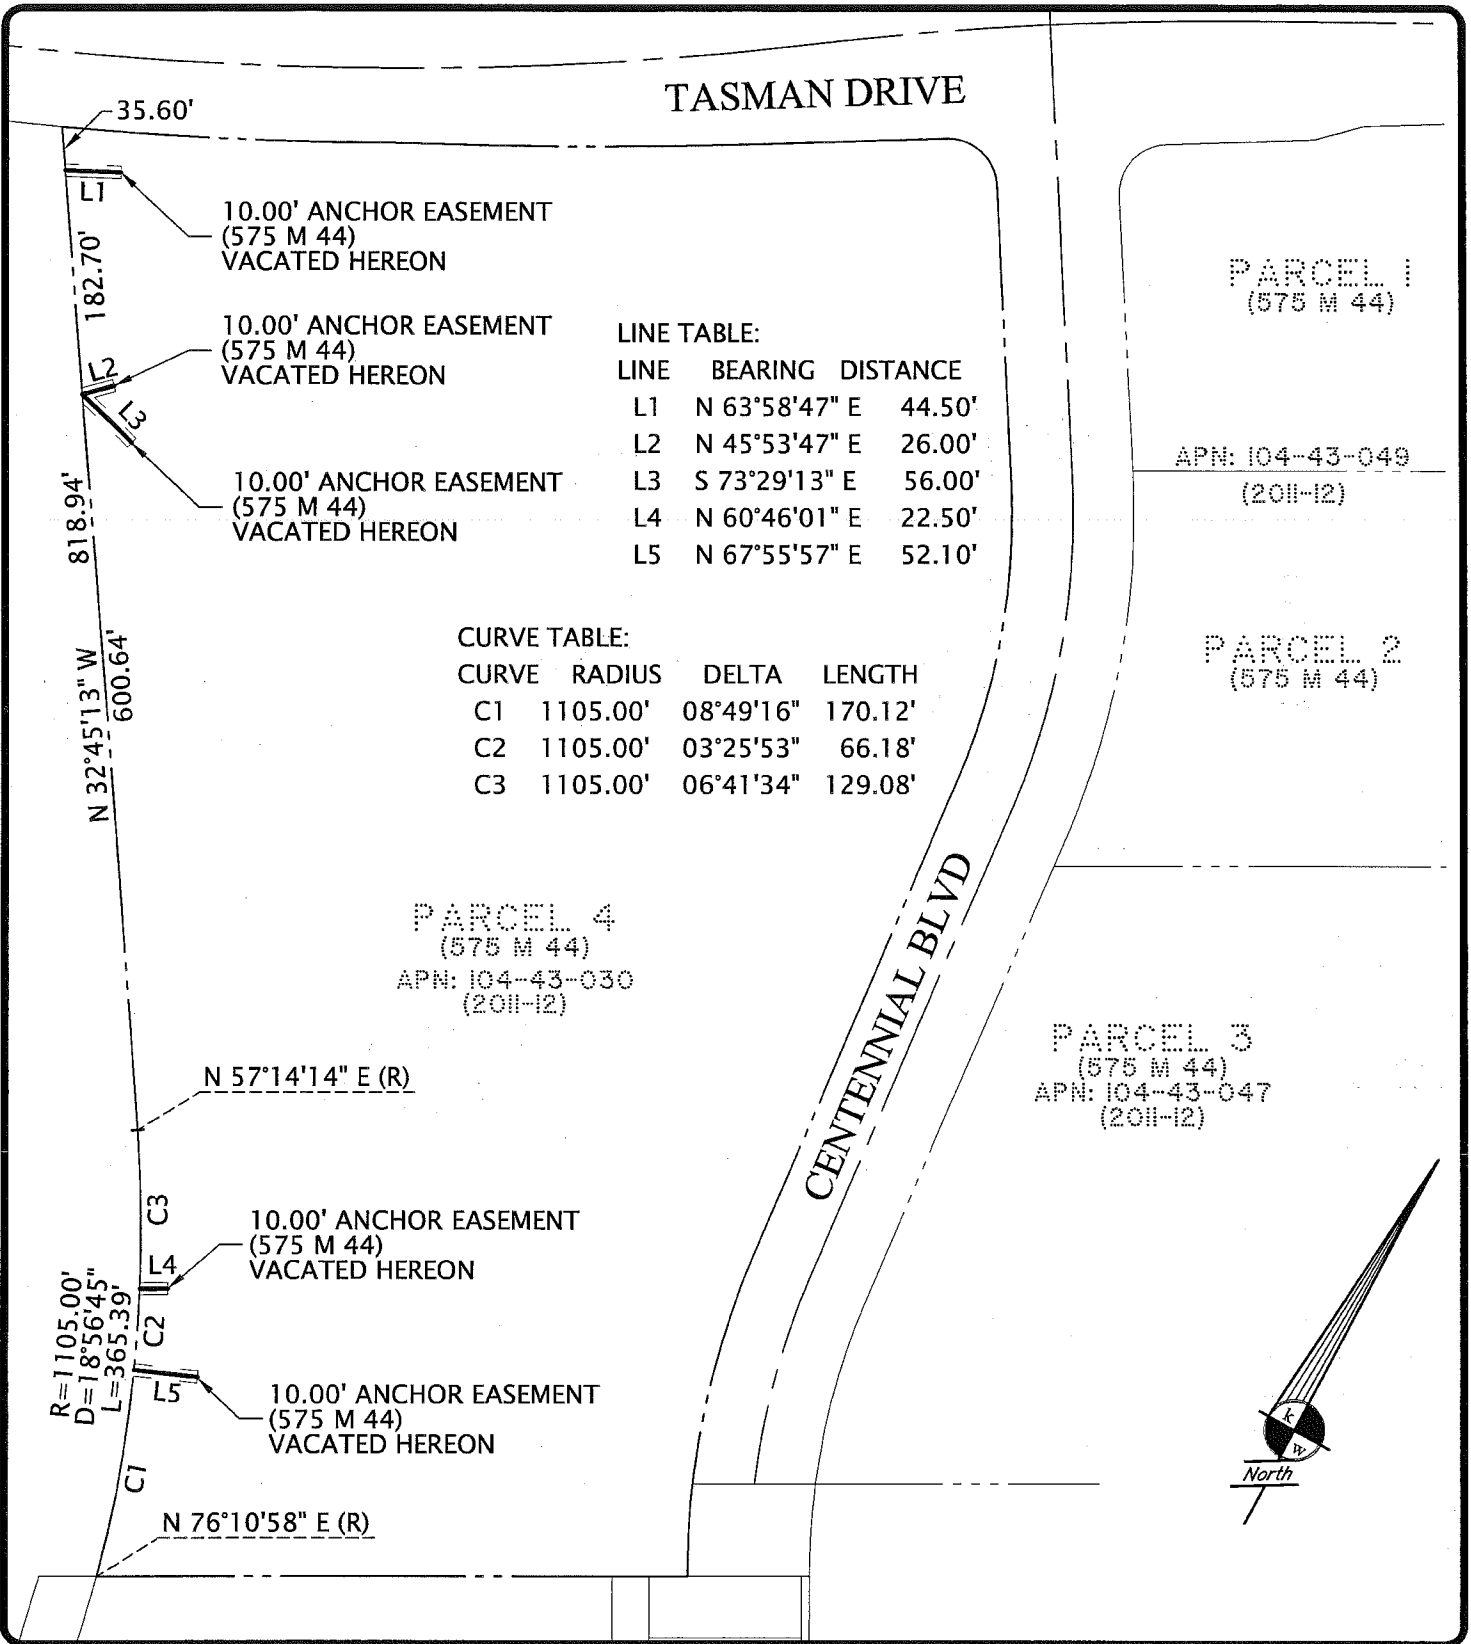 TASMAN DRIVE
35.60'
L1
10.00' ANCHOR EASEMENT
(575 M 44)
VACATED HEREON
182.70'
10.00' ANCHOR EASEMENT
(575 M 44)
VACATED HEREON
L2
L3
10.00' ANCHOR EASEMENT
(575 M 44)
VACATED HEREON
LINE TABLE:
LINE BEARING DISTANCE
L1 N 63°58'47" E 44.50'
L2 N 45°53'47" E 26.00'
L3 S 73°29'13" E 56.00'
L4 N 60°46'01" E 22.50'
L5 N 67°55'57" E 52.10'
PARCEL 1
(575 M 44)
APN: 104-43-049
(2011-12)
818.94'
N 32°45'13" W
600.64'
CURVE TABLE:
CURVE RADIUS DELTA LENGTH
C1 1105.00' 08°49'16" 170.12'
C2 1105.00' 03°25'53" 66.18'
C3 1105.00' 06°41'34" 129.08'
PARCEL 2
(575 M 44)
PARCEL 4
(575 M 44)
APN: 104-43-030
(2011-12)
CENTENNIAL BLVD
PARCEL 3
(575 M 44)
APN: 104-43-047
(2011-12)
N 57°14'14" E (R)
C3
10.00' ANCHOR EASEMENT
(575 M 44)
VACATED HEREON
L4
R=1105.00'
D=18°56'45"
L=365.39'
C2
L5
10.00' ANCHOR EASEMENT
(575 M 44)
VACATED HEREON
C1
N 76°10'58" E (R)
k
w
North